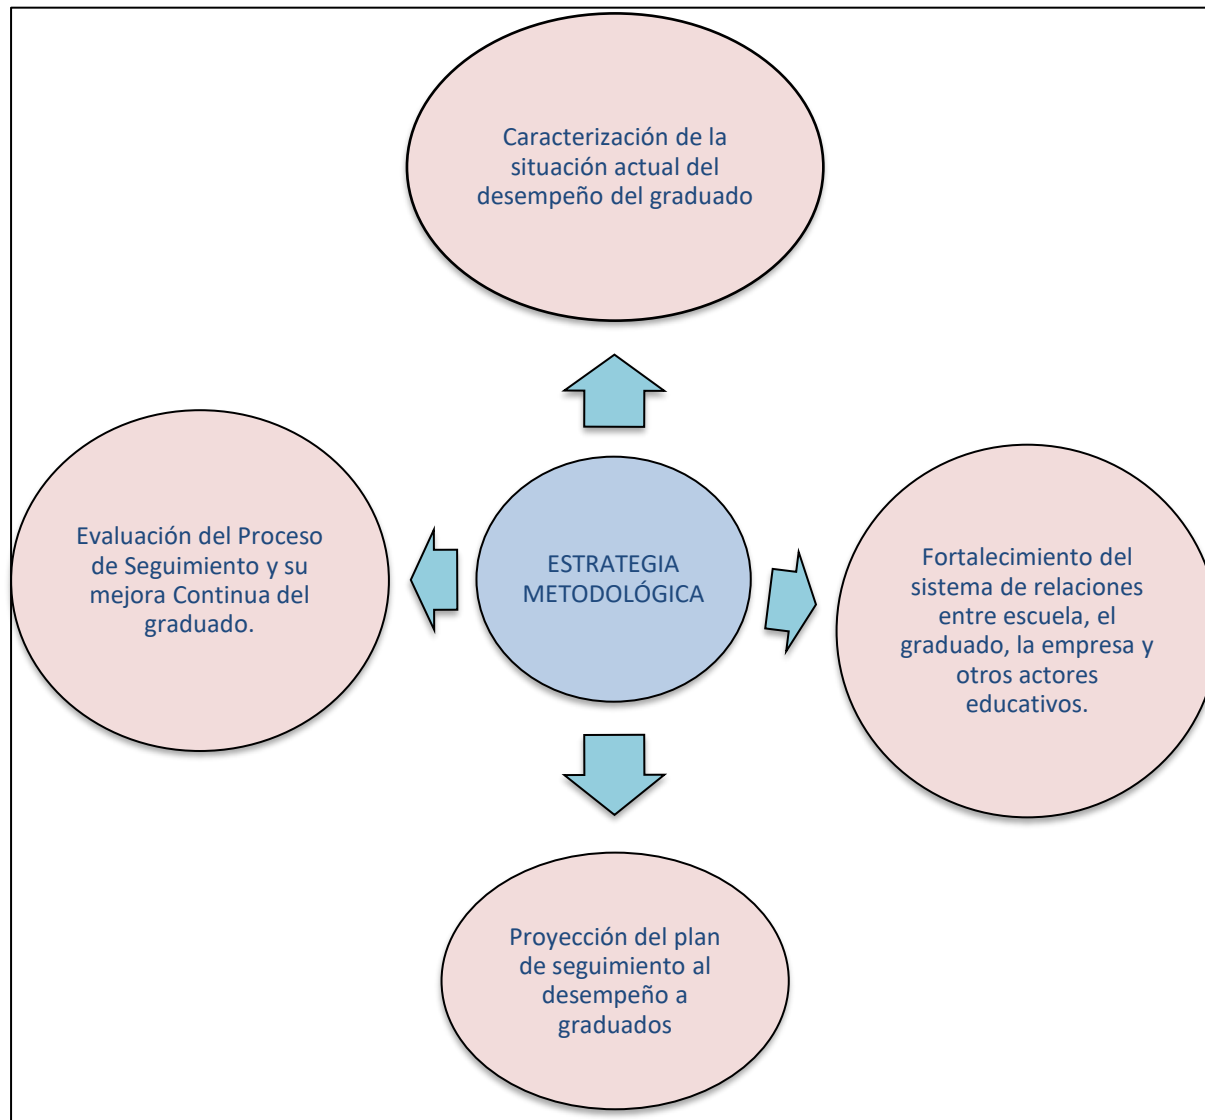 Caracterización de la
situación actual del
desempeño del graduado
Evaluación del Proceso
de Seguimiento y su
mejora Continua del
graduado.
ESTRATEGIA
METODOLÓGICA
Fortalecimiento del
sistema de relaciones
entre escuela, el
graduado, la empresa y
otros actores
educativos.
Proyección del plan
de seguimiento al
desempeño a
graduados